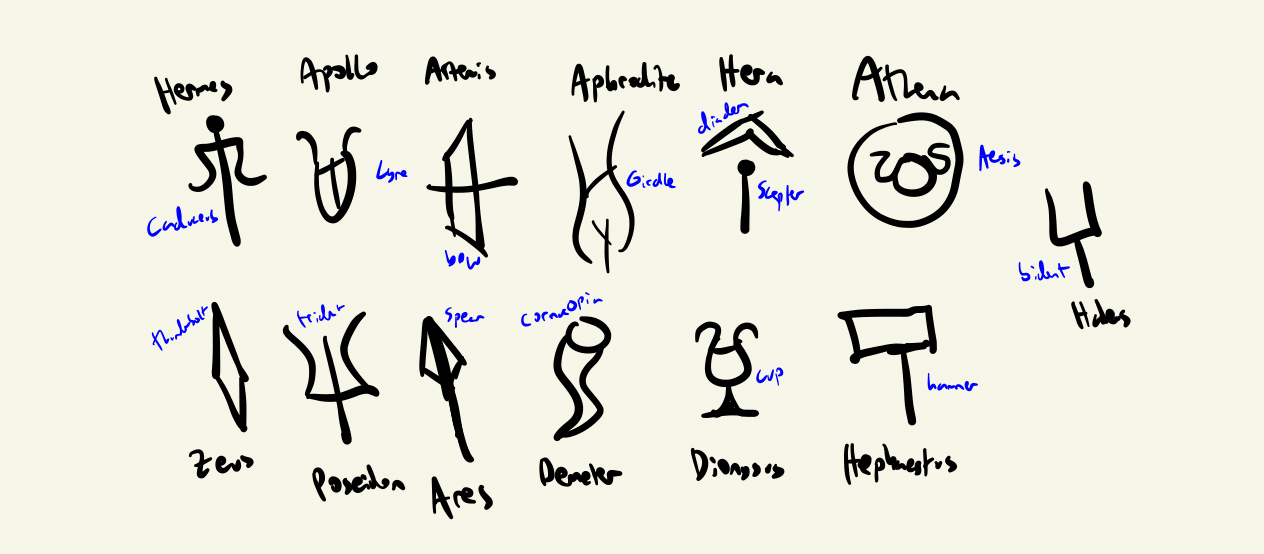 Hermes
Apollo
Artemis
Aphrodite
Hera
Athena
diadem
Lyre
Girdle
Scepter
Aegis
Caduceus
bow
bident
Hades
thunderbolt
trident
Spear
cornucopia
cup
hammer
Zeus
Poseidon
Ares
Demeter
Dionysus
Hephaestus